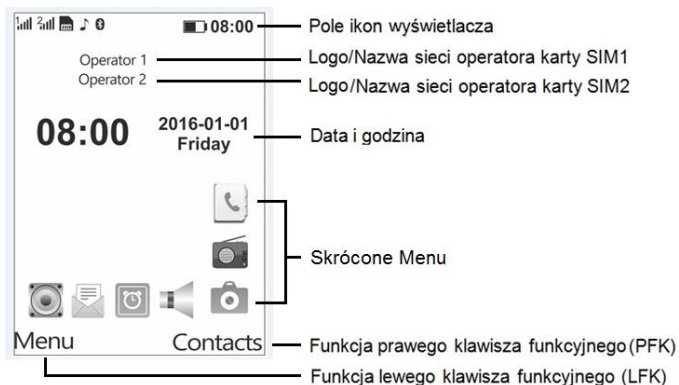 1 2 08:00 Pole ikon wyświetlacza
Operator 1 Logo/Nazwa sieci operatora karty SIM1
Operator 2 Logo/Nazwa sieci operatora karty SIM2
08:00 2016-01-01 Data i godzina
Friday
Skrócone Menu
Menu Contacts Funkcja prawego klawisza funkcyjnego (PFK)
Funkcja lewego klawisza funkcyjnego (LFK)